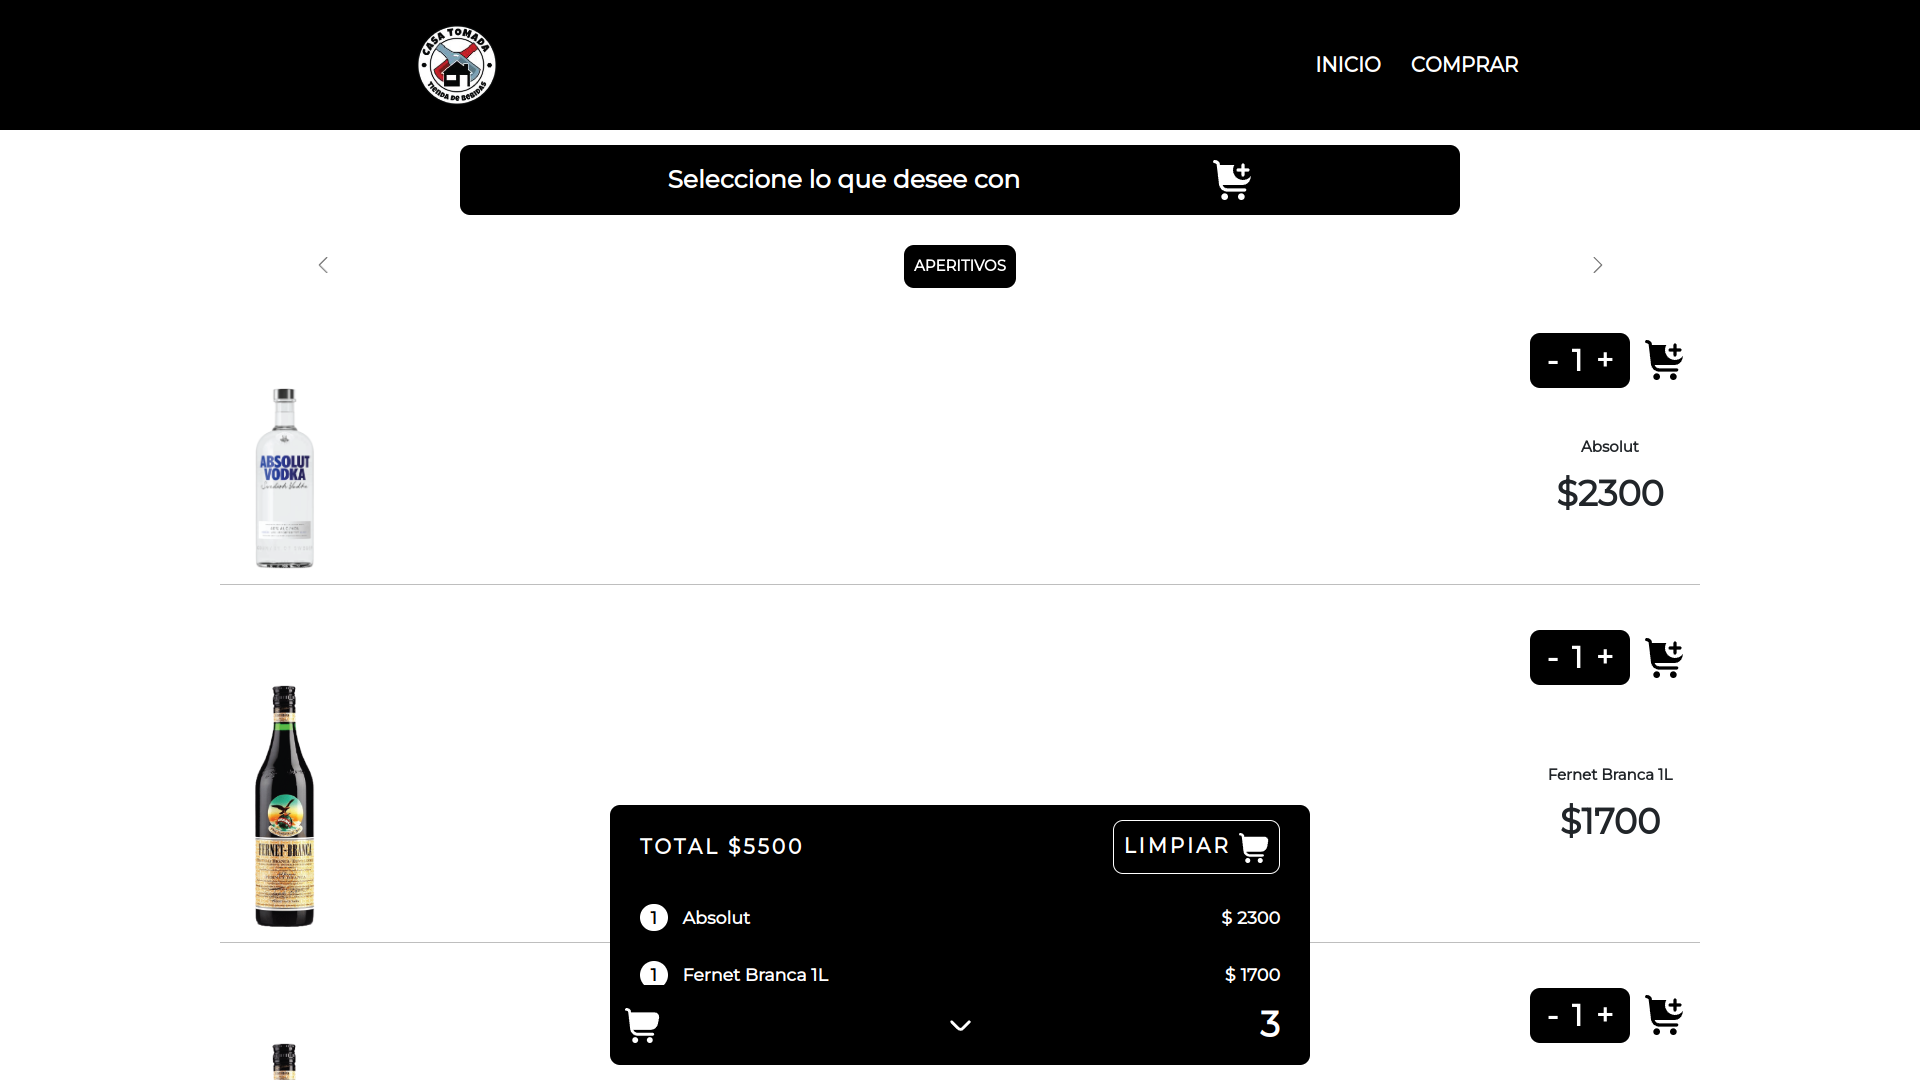 CASA TOMADA
TIENDA DE BEBIDAS
INICIO
COMPRAR
Seleccione lo que desee con
APERITIVOS
- 1 +
Absolut
$2300
ABSOLUT
VODKA
Swedish Vodka
- 1 +
Fernet Branca 1L
$1700
FERNET-BRANCA
TOTAL $5500
LIMPIAR
1 Absolut $ 2300
1 Fernet Branca 1L $ 1700
3
- 1 +